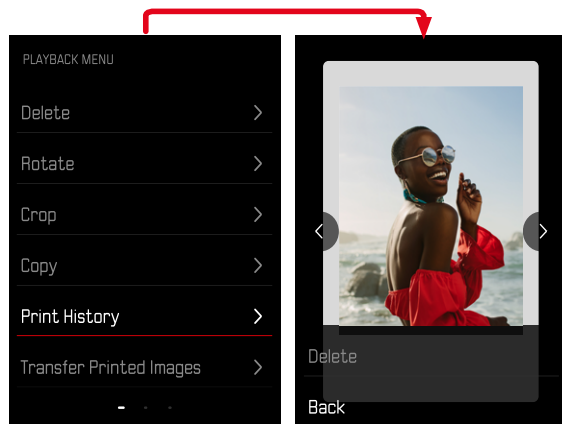 PLAYBACK MENU
Delete
Rotate
Crop
Copy
Print History
Transfer Printed Images
Delete
Back